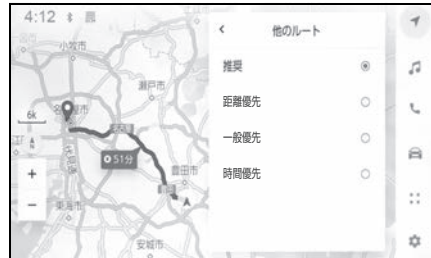 4:12
他のルート
小牧市
推奨
瀬戸市
距離優先
6k
一般優先
51分
時間優先
豊田市
東海市
安城市